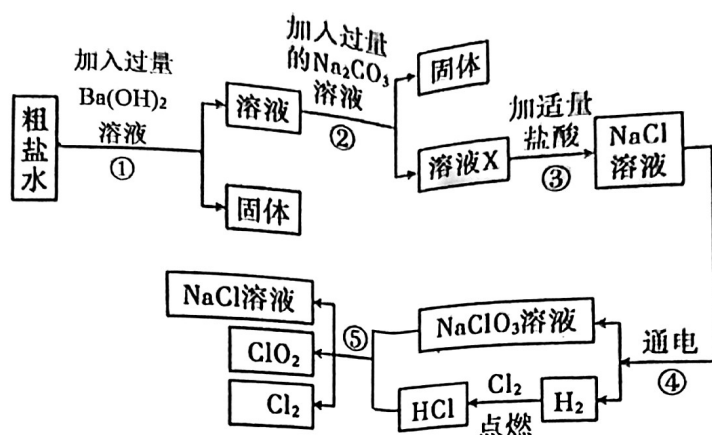 粗盐水
加入过量
Ba(OH)₂
溶液
①
溶液
固体
加入过量
的Na₂CO₃
溶液
②
固体
溶液X
加适量
盐酸
③
NaCl
溶液
通电
④
NaClO₃溶液
H₂
Cl₂
点燃
HCl
⑤
NaCl溶液
ClO₂
Cl₂